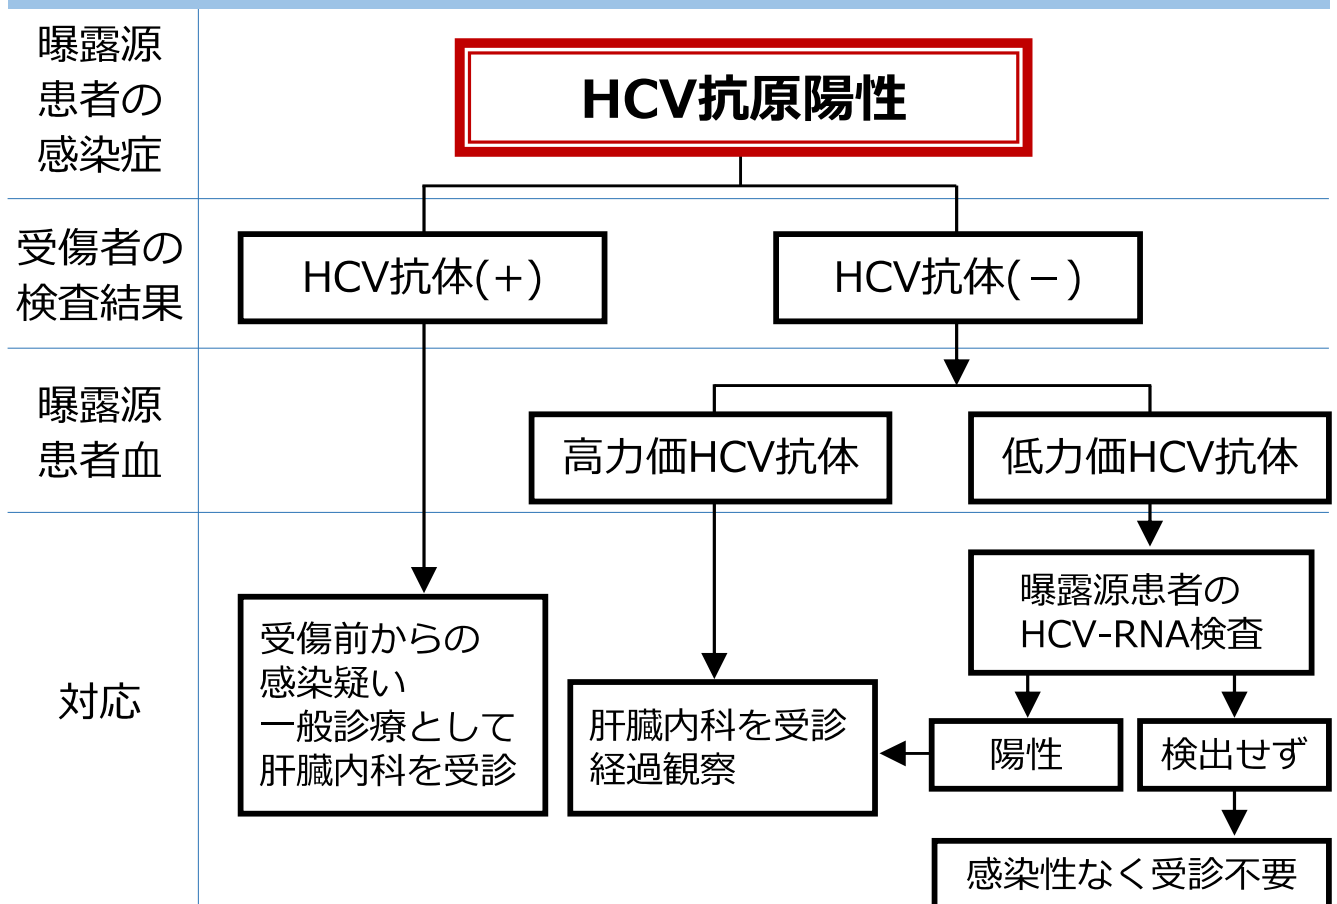 曝露源
患者の
感染症
HCV抗原陽性
受傷者の
検査結果
HCV抗体(+)
HCV抗体(－)
曝露源
患者血
高力価HCV抗体
低力価HCV抗体
対応
受傷前からの
感染疑い
一般診療として
肝臓内科を受診
肝臓内科を受診
経過観察
曝露源患者の
HCV-RNA検査
陽性
検出せず
感染性なく受診不要